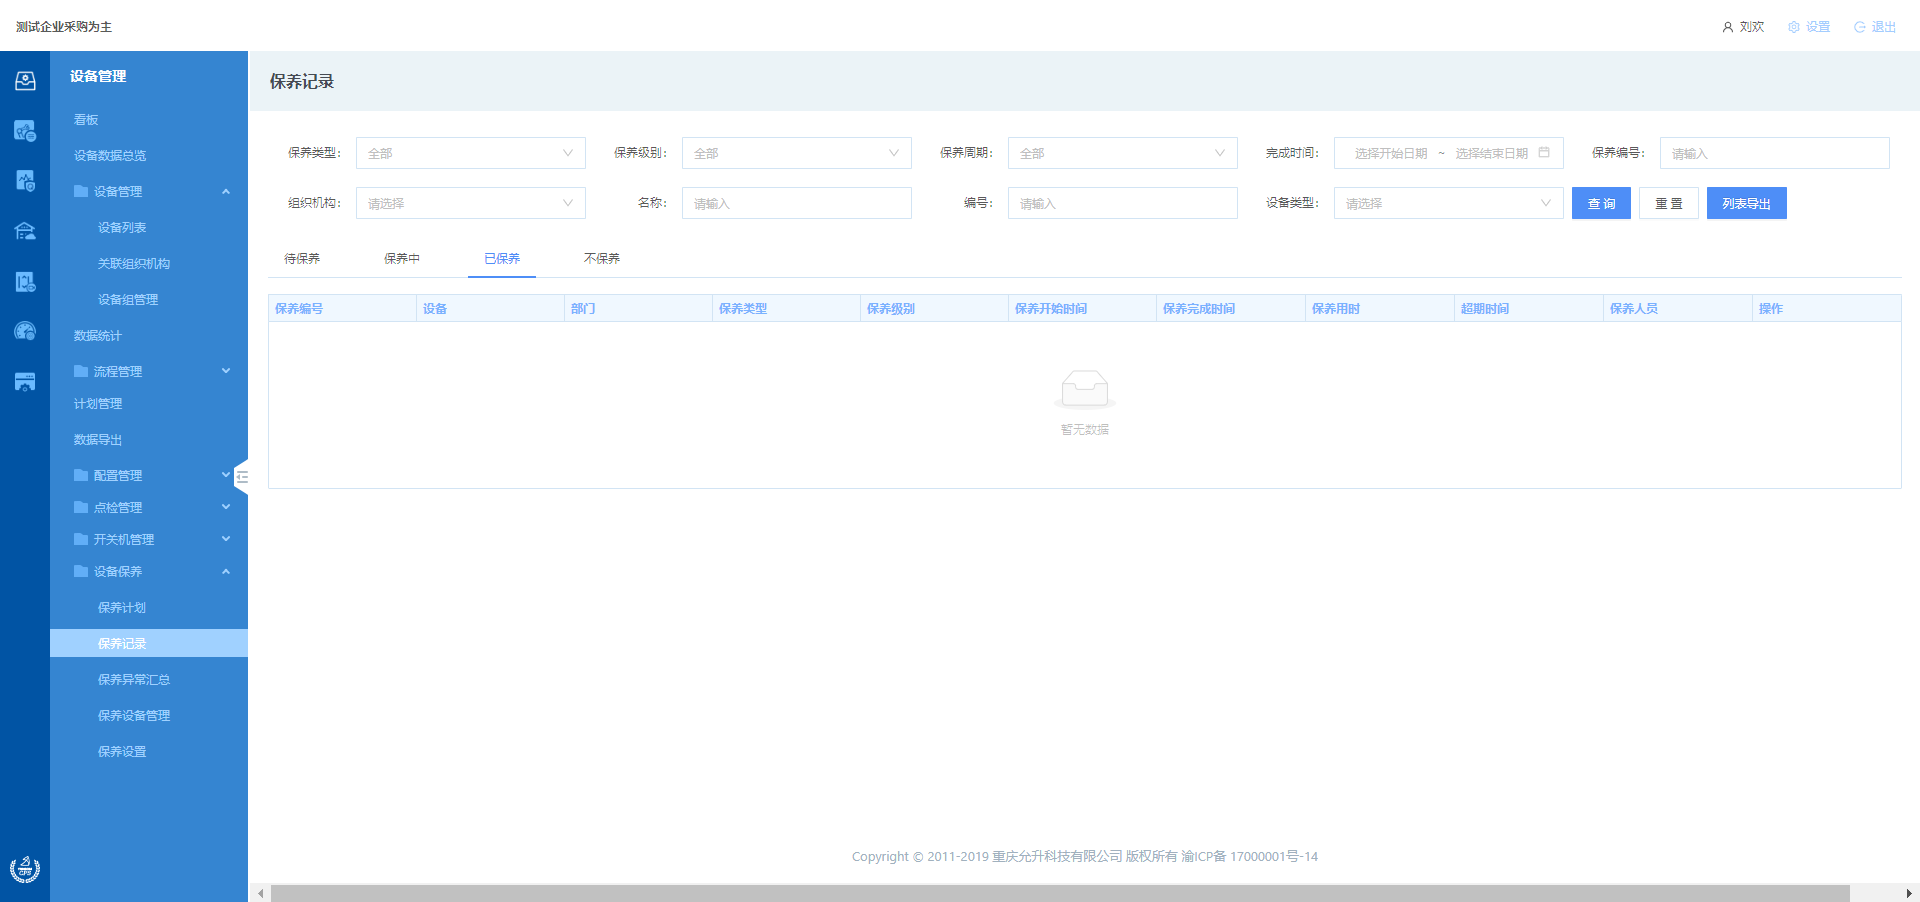 测试企业采购为主
刘欢 设置 退出
设备管理
看板
设备数据总览
设备管理
设备列表
关联组织机构
设备组管理
数据统计
流程管理
计划管理
数据导出
配置管理
点检管理
开关机管理
设备保养
保养计划
保养记录
保养异常汇总
保养设备管理
保养设置
保养记录
保养类型: 全部 保养级别: 全部 保养周期: 全部 完成时间: 选择开始日期 ~ 选择结束日期 保养编号: 请输入
组织机构: 请选择 名称: 请输入 编号: 请输入 设备类型: 请选择 查 询 重 置 列表导出
待保养 保养中 已保养 不保养
保养编号 设备 部门 保养类型 保养级别 保养开始时间 保养完成时间 保养用时 超期时间 保养人员 操作
暂无数据
Copyright © 2011-2019 重庆允升科技有限公司 版权所有 渝ICP备 17000001号-14
CPS